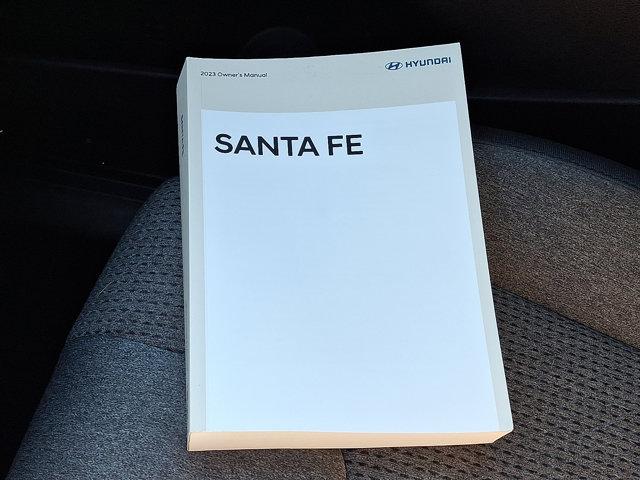 2023 Owner's Manual
HYUNDAI
SANTA FE